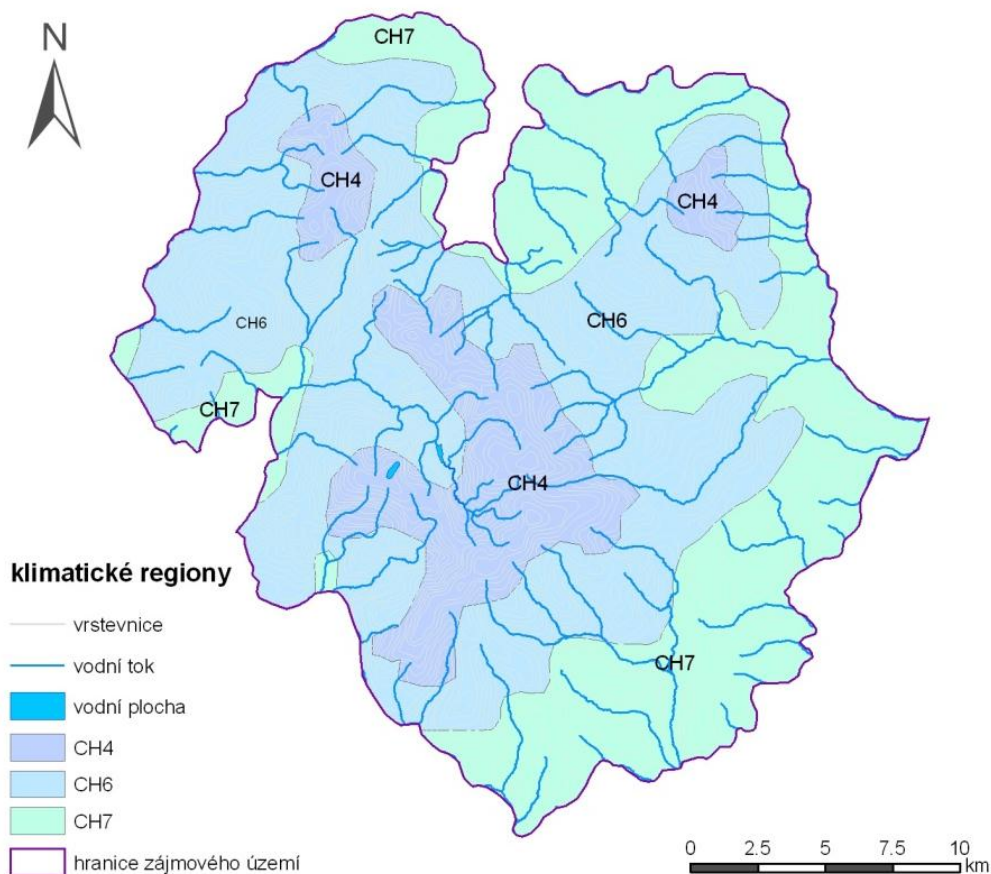 N
CH7
CH4
CH4
CH6
CH6
CH7
CH4
CH7
klimatické regiony
vrstevnice
vodní tok
vodní plocha
CH4
CH6
CH7
hranice zájmového území
0 2.5 5 7.5 10
km